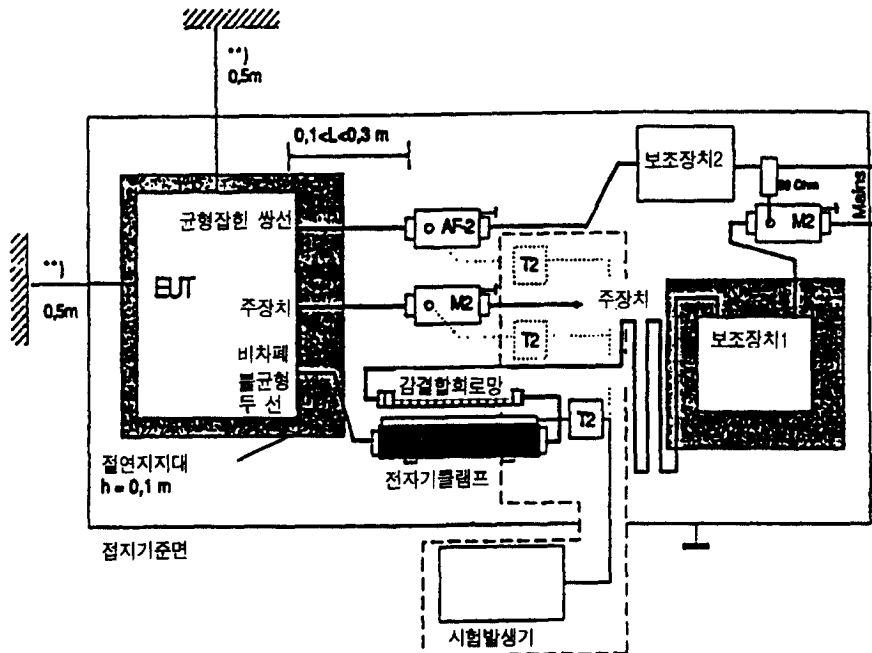 **)
0,5m
0,1<L<0,3 m
보조장치2
Mains
균형잡힌 쌍선
AF-2
M2
T2
**)
EUT
0,5m
주장치
M2
주장치
T2
보조장치1
비차폐
불균형
두 선
감결합회로망
T2
절연지지대
h = 0,1 m
전자기클램프
접지기준면
시험발생기